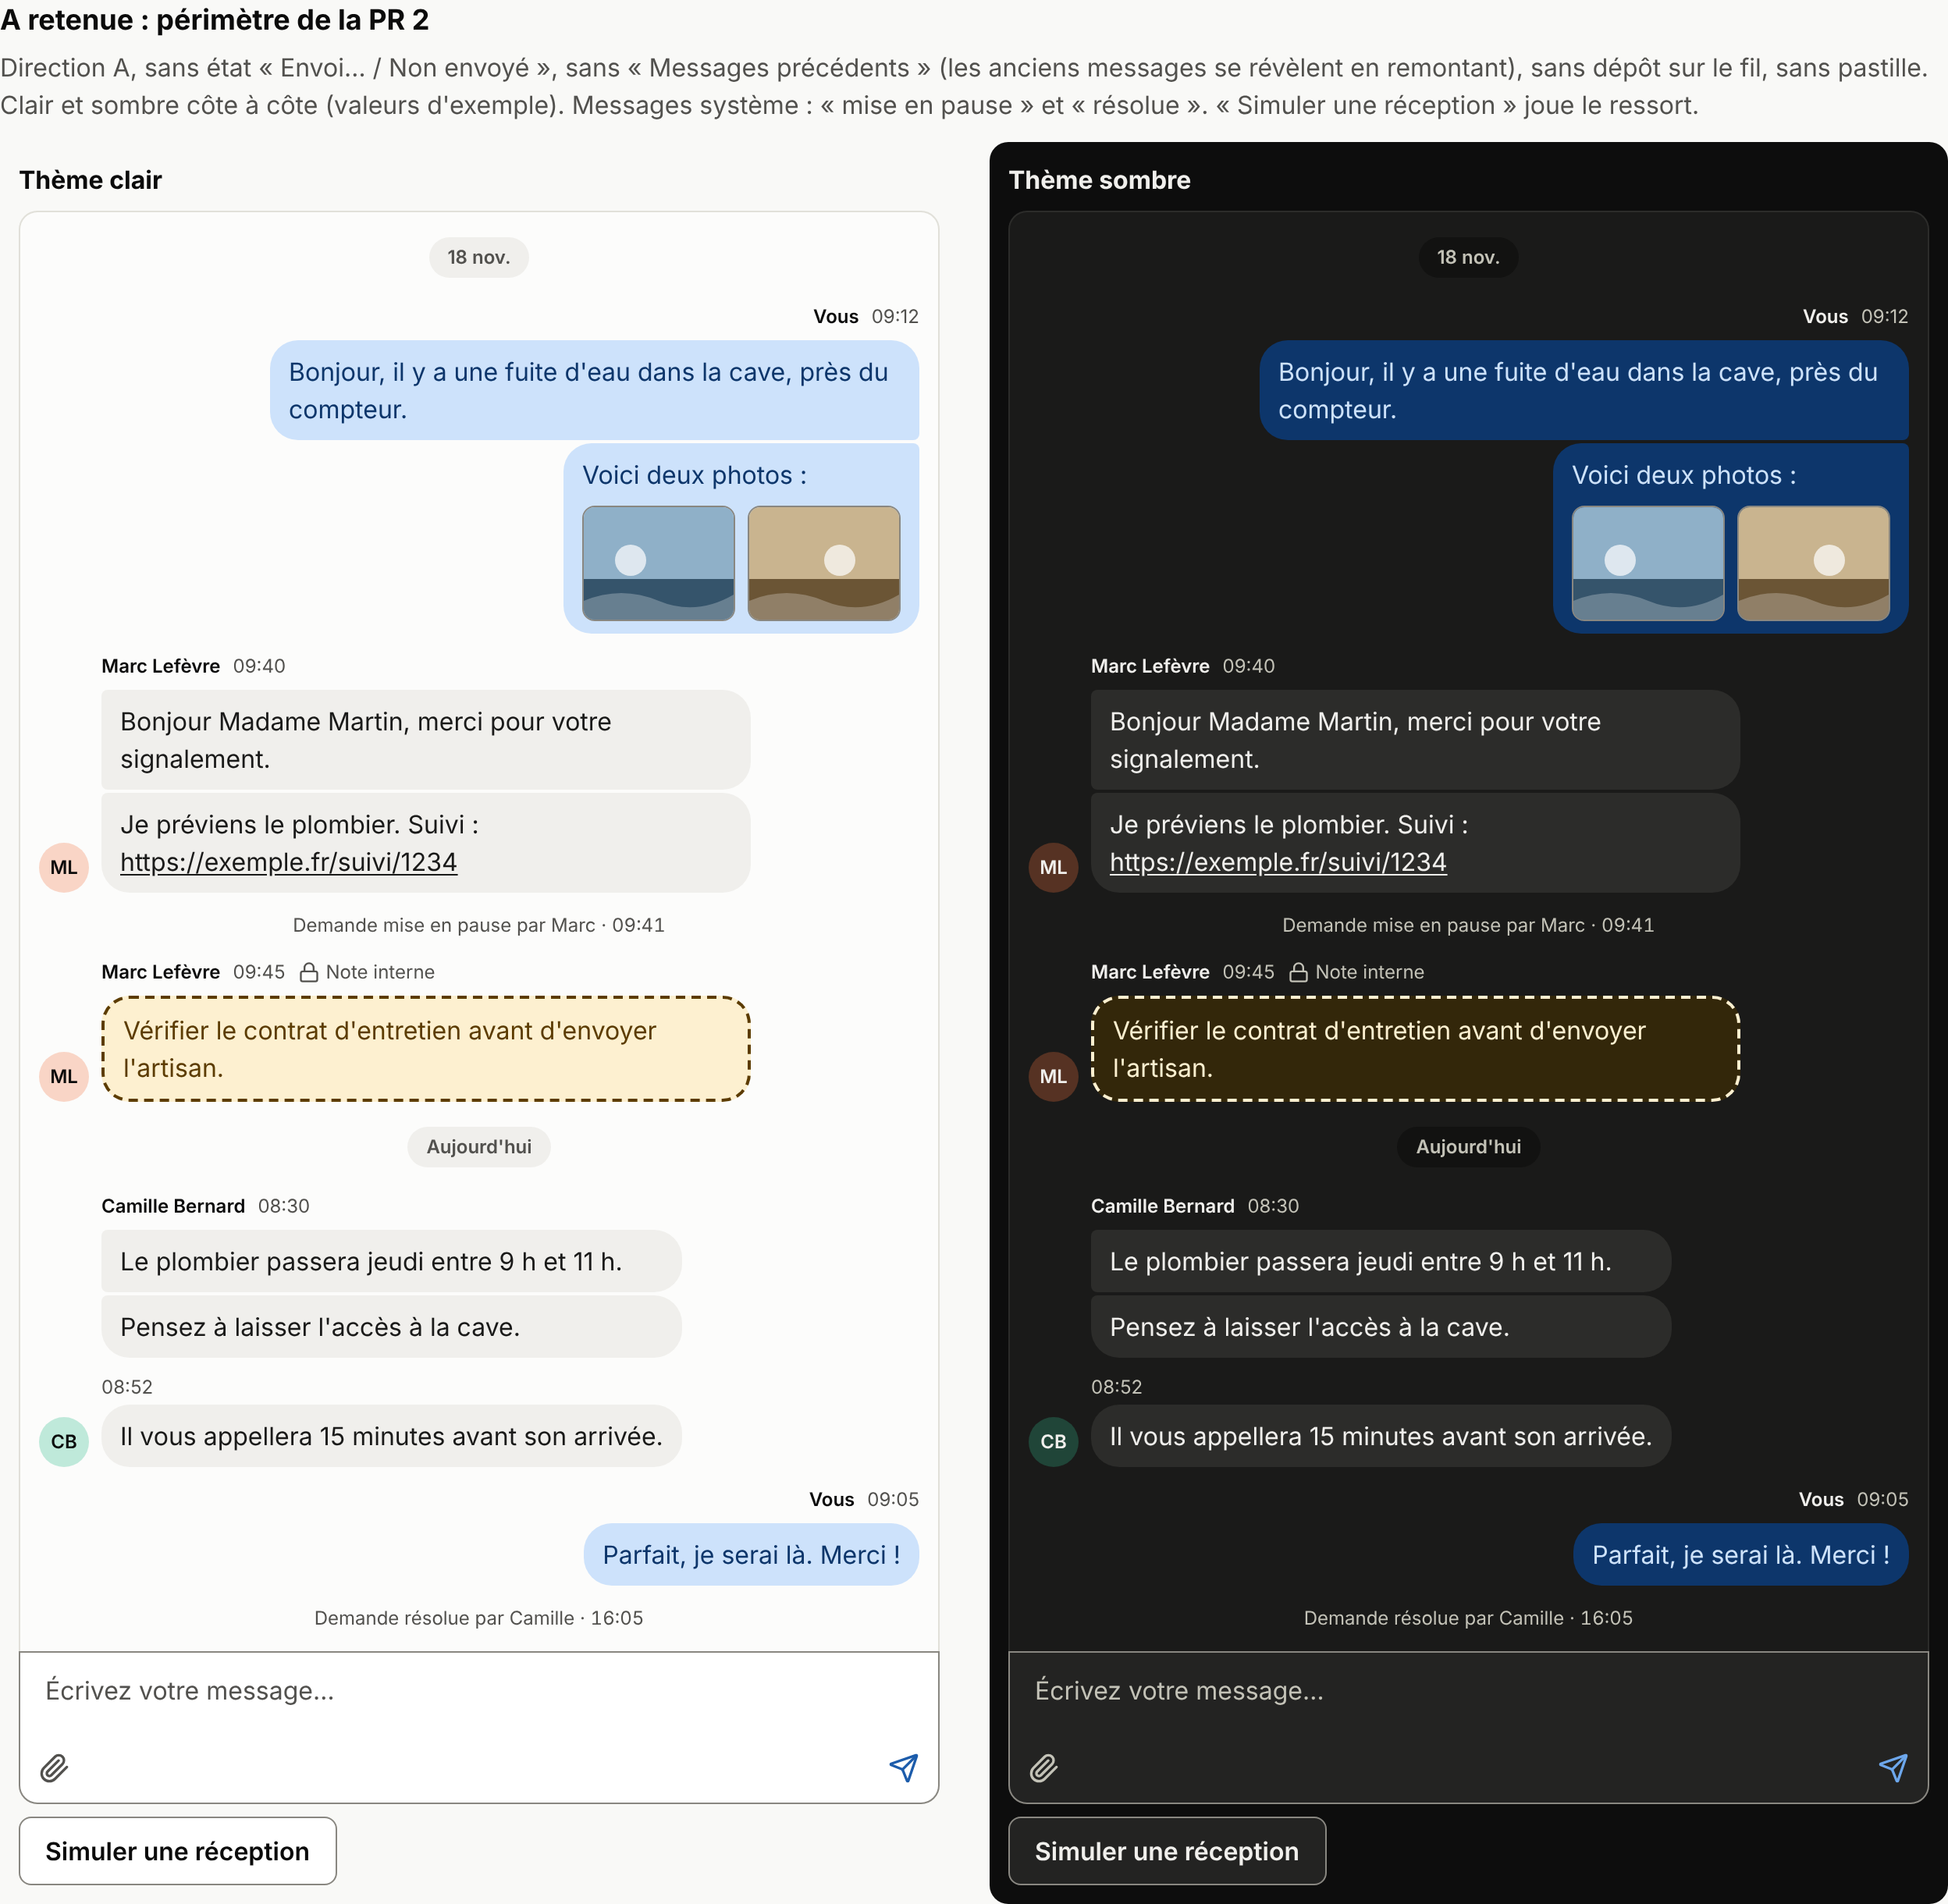 A retenue : périmètre de la PR 2
Direction A, sans état « Envoi… / Non envoyé », sans « Messages précédents » (les anciens messages se révèlent en remontant), sans dépôt sur le fil, sans pastille.
Clair et sombre côte à côte (valeurs d'exemple). Messages système : « mise en pause » et « résolue ». « Simuler une réception » joue le ressort.
Thème clair
18 nov.
Vous 09:12
Bonjour, il y a une fuite d'eau dans la cave, près du
compteur.
Voici deux photos :
Marc Lefèvre 09:40
Bonjour Madame Martin, merci pour votre
signalement.
Je préviens le plombier. Suivi :
https://exemple.fr/suivi/1234
ML
Demande mise en pause par Marc · 09:41
Marc Lefèvre 09:45 Note interne
Vérifier le contrat d'entretien avant d'envoyer
l'artisan.
ML
Aujourd'hui
Camille Bernard 08:30
Le plombier passera jeudi entre 9 h et 11 h.
Pensez à laisser l'accès à la cave.
08:52
CB
Il vous appellera 15 minutes avant son arrivée.
Vous 09:05
Parfait, je serai là. Merci !
Demande résolue par Camille · 16:05
Écrivez votre message…
Simuler une réception
Thème sombre
18 nov.
Vous 09:12
Bonjour, il y a une fuite d'eau dans la cave, près du
compteur.
Voici deux photos :
Marc Lefèvre 09:40
Bonjour Madame Martin, merci pour votre
signalement.
Je préviens le plombier. Suivi :
https://exemple.fr/suivi/1234
ML
Demande mise en pause par Marc · 09:41
Marc Lefèvre 09:45 Note interne
Vérifier le contrat d'entretien avant d'envoyer
l'artisan.
ML
Aujourd'hui
Camille Bernard 08:30
Le plombier passera jeudi entre 9 h et 11 h.
Pensez à laisser l'accès à la cave.
08:52
CB
Il vous appellera 15 minutes avant son arrivée.
Vous 09:05
Parfait, je serai là. Merci !
Demande résolue par Camille · 16:05
Écrivez votre message…
Simuler une réception